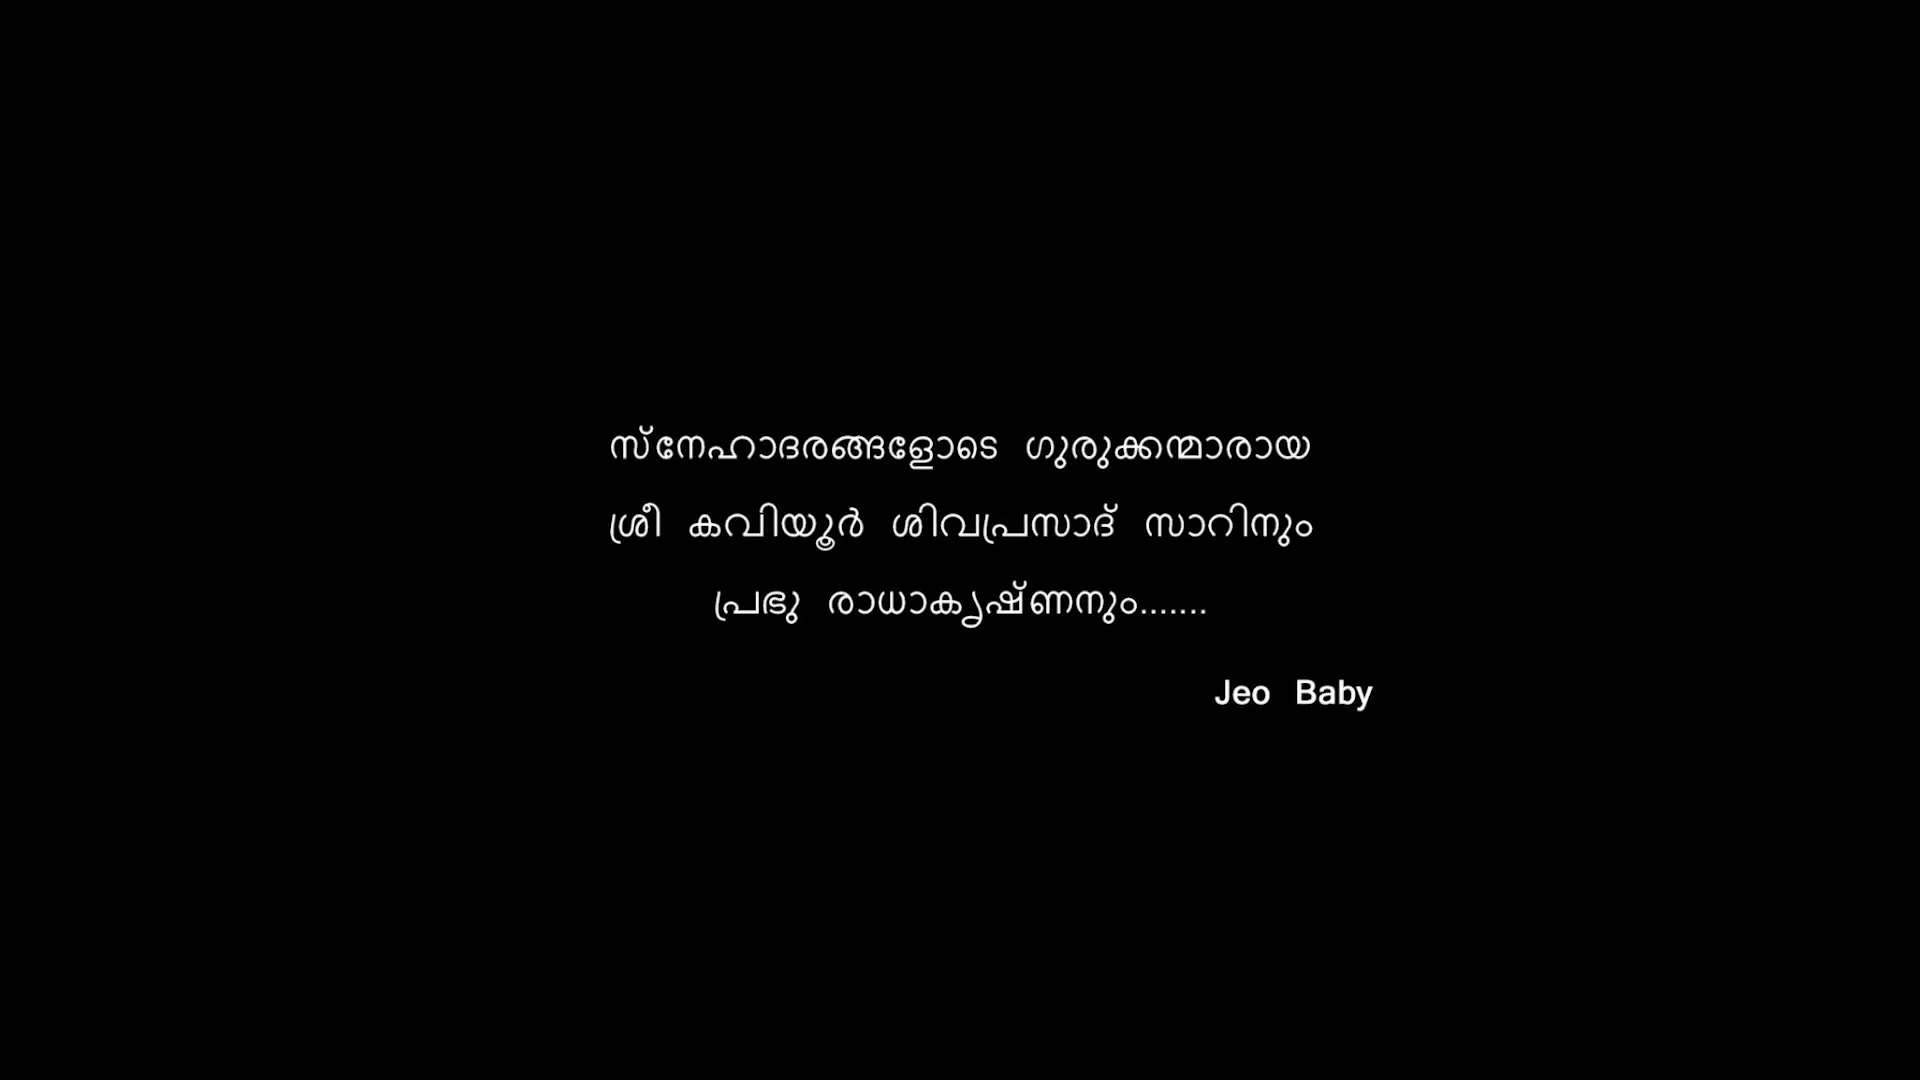 സ്നേഹാദരങ്ങളോടെ ഗുരുക്കന്മാരായ
ശ്രീ കവിയൂർ ശിവപ്രസാദ് സാറിനും
പ്രഭു രാധാകൃഷ്ണനും.......
Jeo Baby